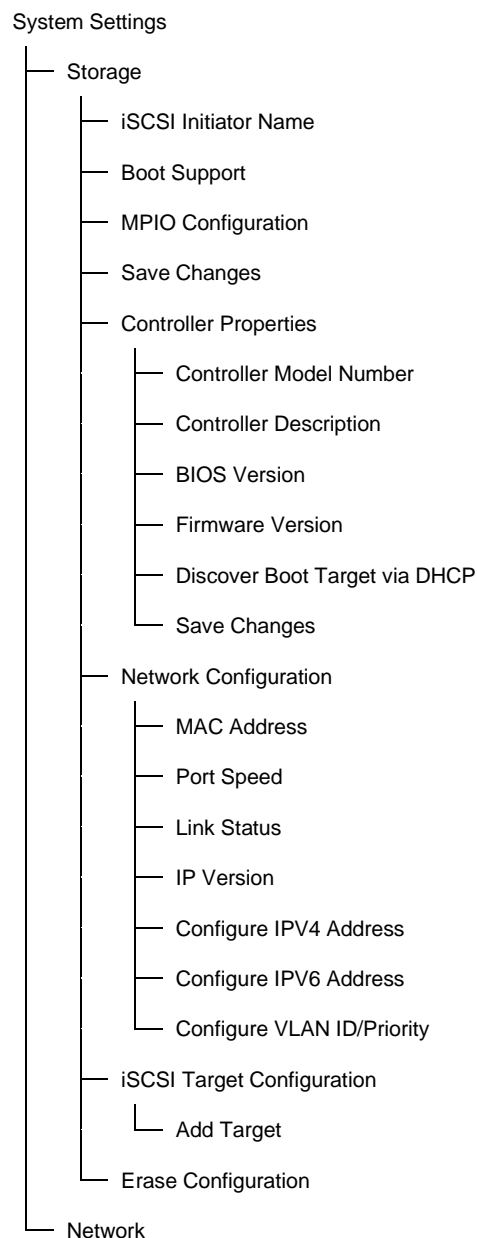 System Settings
Storage
iSCSI Initiator Name
Boot Support
MPIO Configuration
Save Changes
Controller Properties
Controller Model Number
Controller Description
BIOS Version
Firmware Version
Discover Boot Target via DHCP
Save Changes
Network Configuration
MAC Address
Port Speed
Link Status
IP Version
Configure IPV4 Address
Configure IPV6 Address
Configure VLAN ID/Priority
iSCSI Target Configuration
Add Target
Erase Configuration
Network